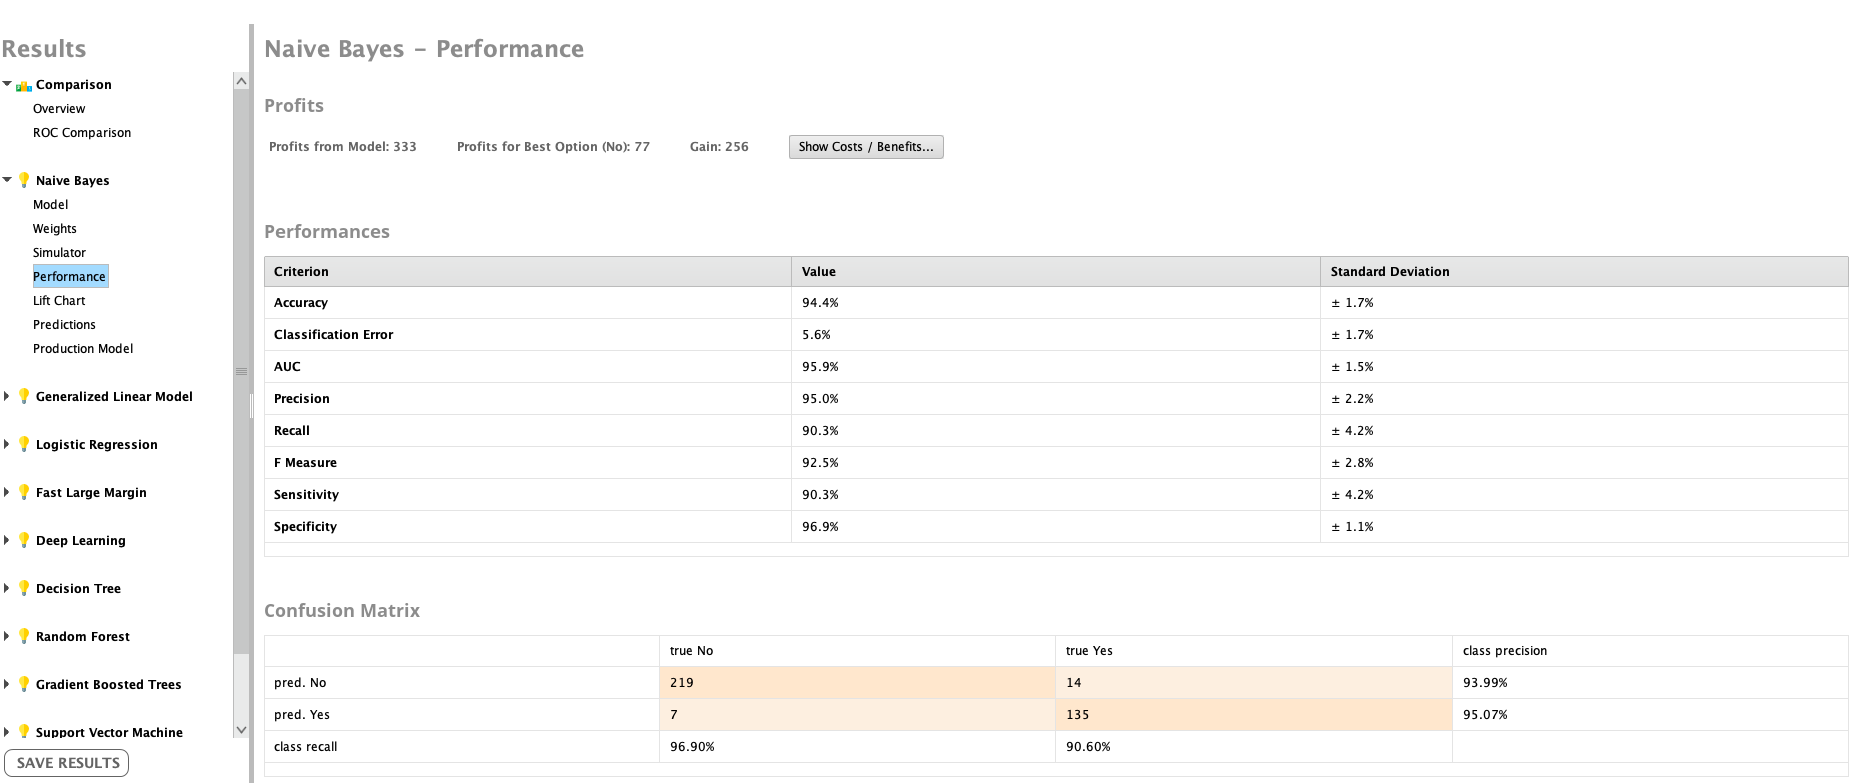 Results
Comparison
Overview
ROC Comparison
Naive Bayes
Model
Weights
Simulator
Performance
Lift Chart
Predictions
Production Model
Generalized Linear Model
Logistic Regression
Fast Large Margin
Deep Learning
Decision Tree
Random Forest
Gradient Boosted Trees
Support Vector Machine
SAVE RESULTS
Naive Bayes - Performance
Profits
Profits from Model: 333 Profits for Best Option (No): 77 Gain: 256 Show Costs / Benefits...
Performances
Criterion Value Standard Deviation
Accuracy 94.4% ± 1.7%
Classification Error 5.6% ± 1.7%
AUC 95.9% ± 1.5%
Precision 95.0% ± 2.2%
Recall 90.3% ± 4.2%
F Measure 92.5% ± 2.8%
Sensitivity 90.3% ± 4.2%
Specificity 96.9% ± 1.1%
Confusion Matrix
true No true Yes class precision
pred. No 219 14 93.99%
pred. Yes 7 135 95.07%
class recall 96.90% 90.60%